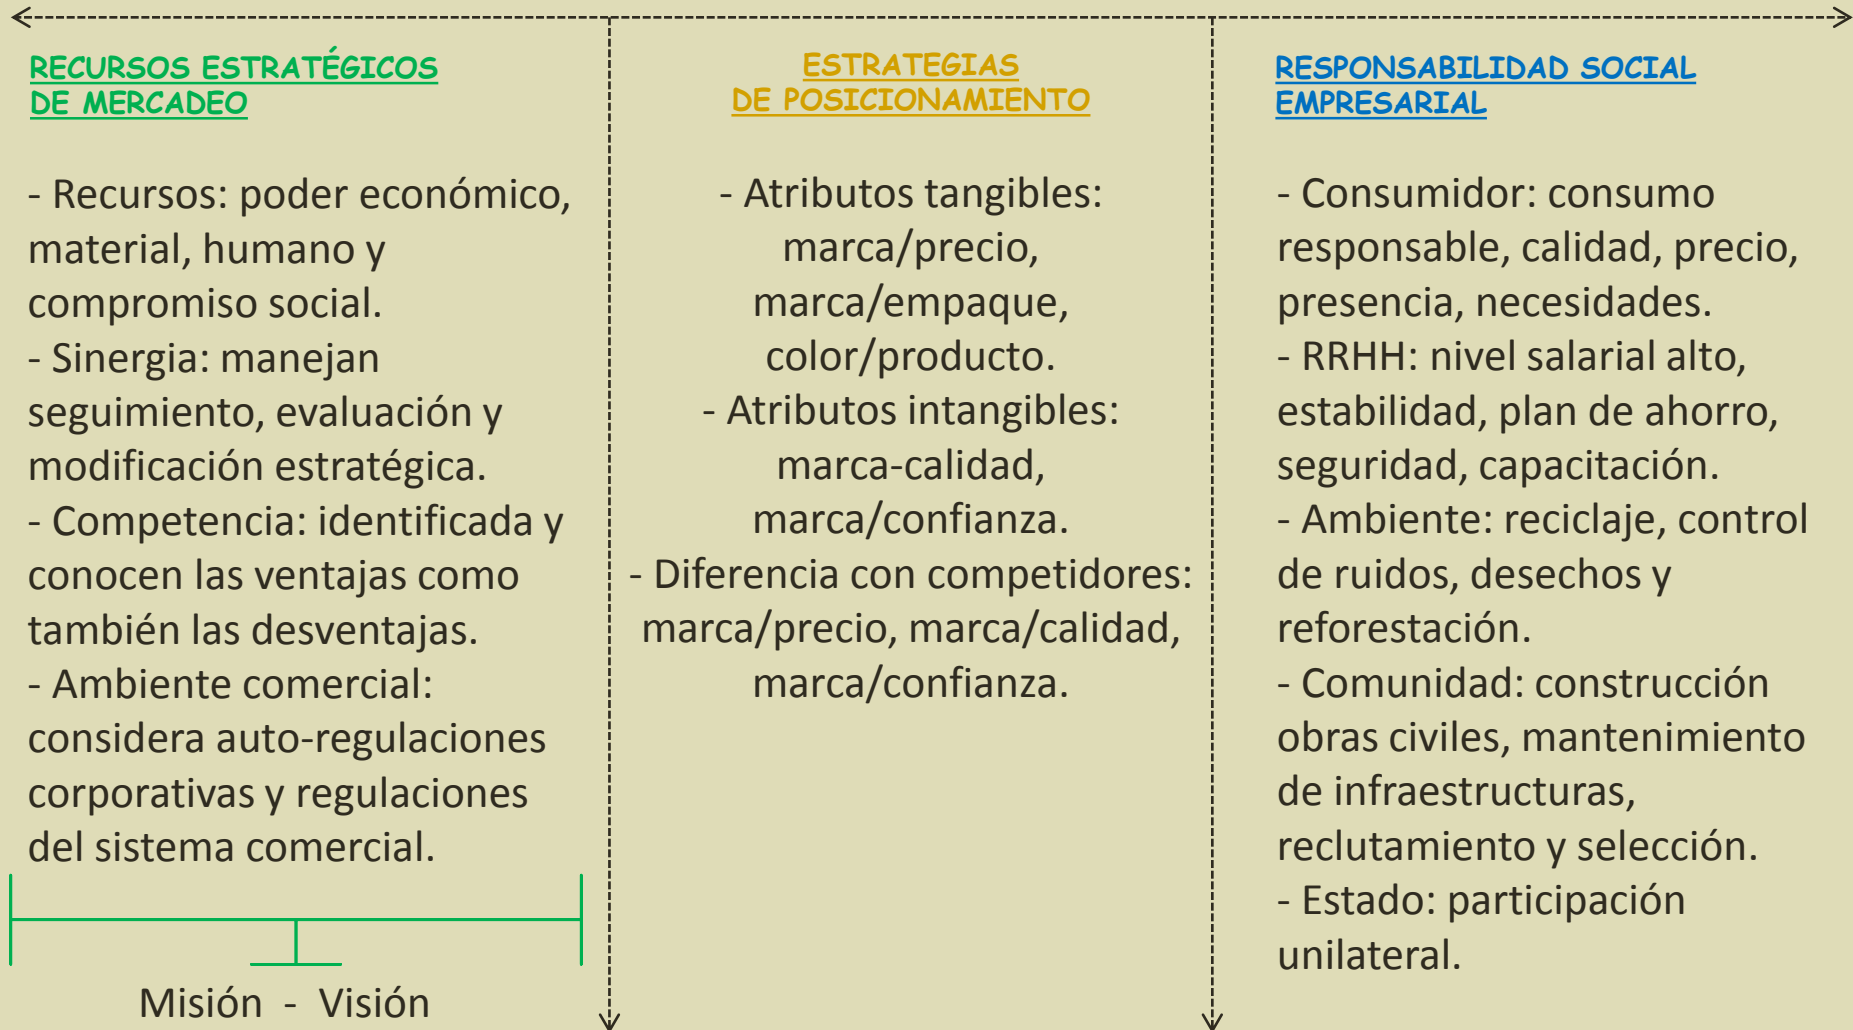 RECURSOS ESTRATÉGICOS
DE MERCADEO
- Recursos: poder económico,
material, humano y
compromiso social.
- Sinergia: manejan
seguimiento, evaluación y
modificación estratégica.
- Competencia: identificada y
conocen las ventajas como
también las desventajas.
- Ambiente comercial:
considera auto-regulaciones
corporativas y regulaciones
del sistema comercial.
Misión - Visión
ESTRATEGIAS
DE POSICIONAMIENTO
- Atributos tangibles:
marca/precio,
marca/empaque,
color/producto.
- Atributos intangibles:
marca-calidad,
marca/confianza.
- Diferencia con competidores:
marca/precio, marca/calidad,
marca/confianza.
RESPONSABILIDAD SOCIAL
EMPRESARIAL
- Consumidor: consumo
responsable, calidad, precio,
presencia, necesidades.
- RRHH: nivel salarial alto,
estabilidad, plan de ahorro,
seguridad, capacitación.
- Ambiente: reciclaje, control
de ruidos, desechos y
reforestación.
- Comunidad: construcción
obras civiles, mantenimiento
de infraestructuras,
reclutamiento y selección.
- Estado: participación
unilateral.